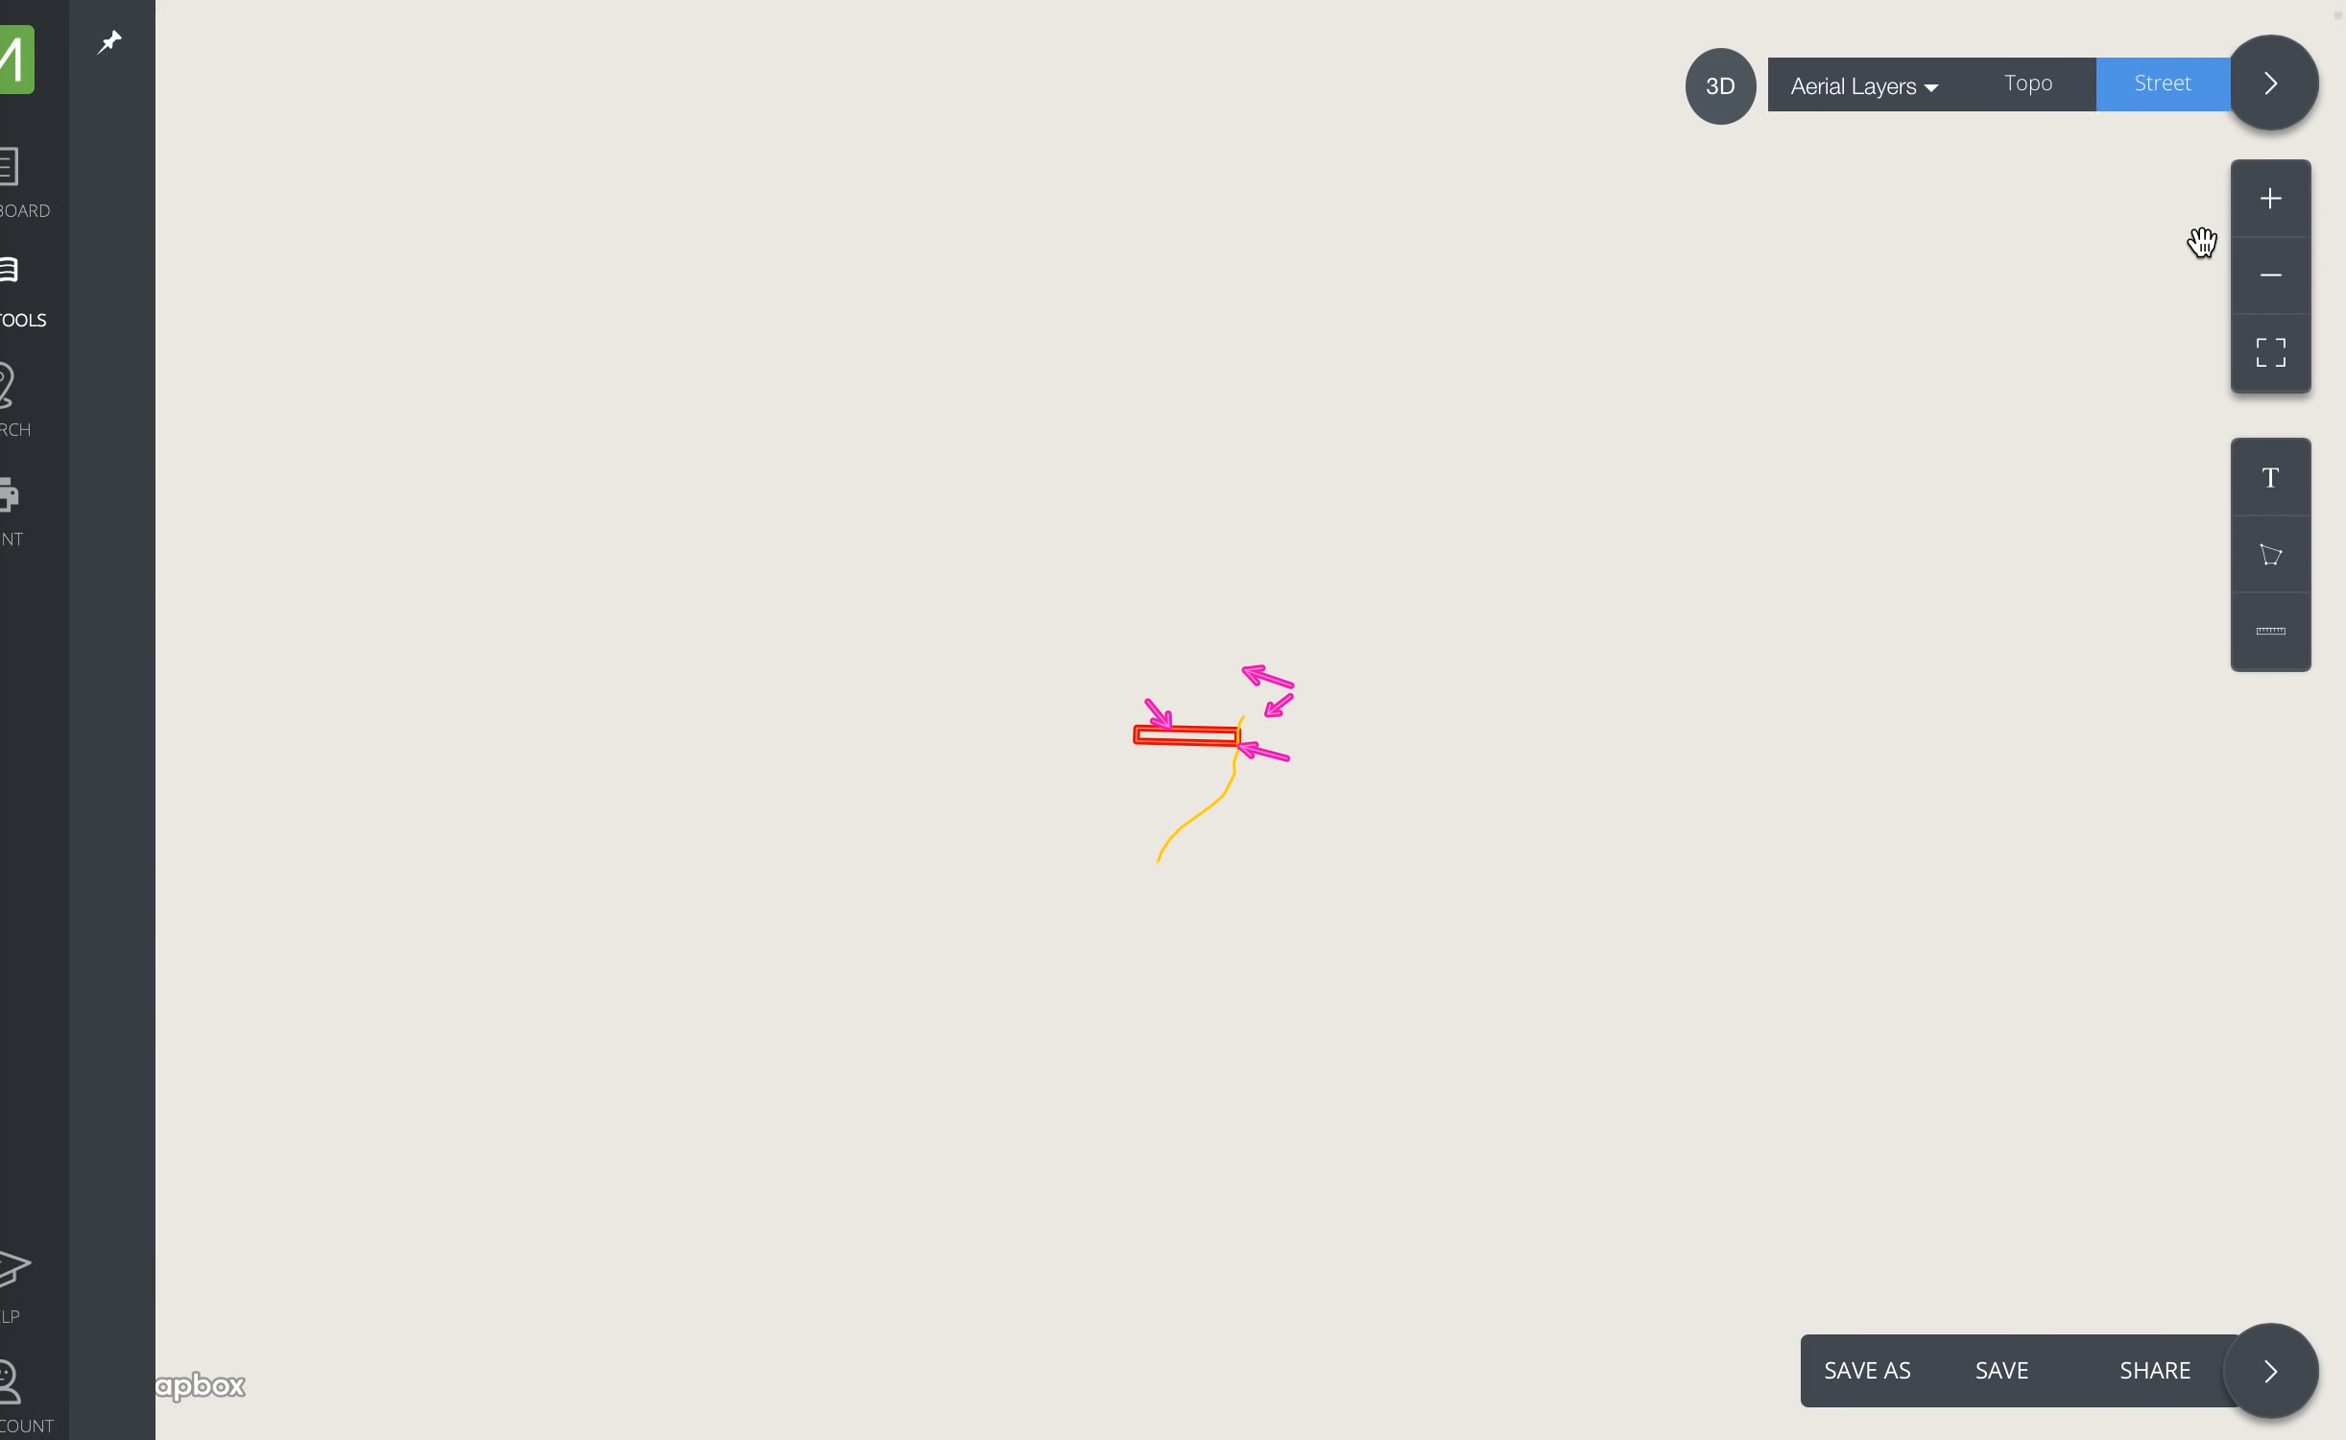 M
3D
Aerial Layers
Topo
Street
BOARD
TOOLS
RCH
NT
T
LP
COUNT
apbox
SAVE AS
SAVE
SHARE